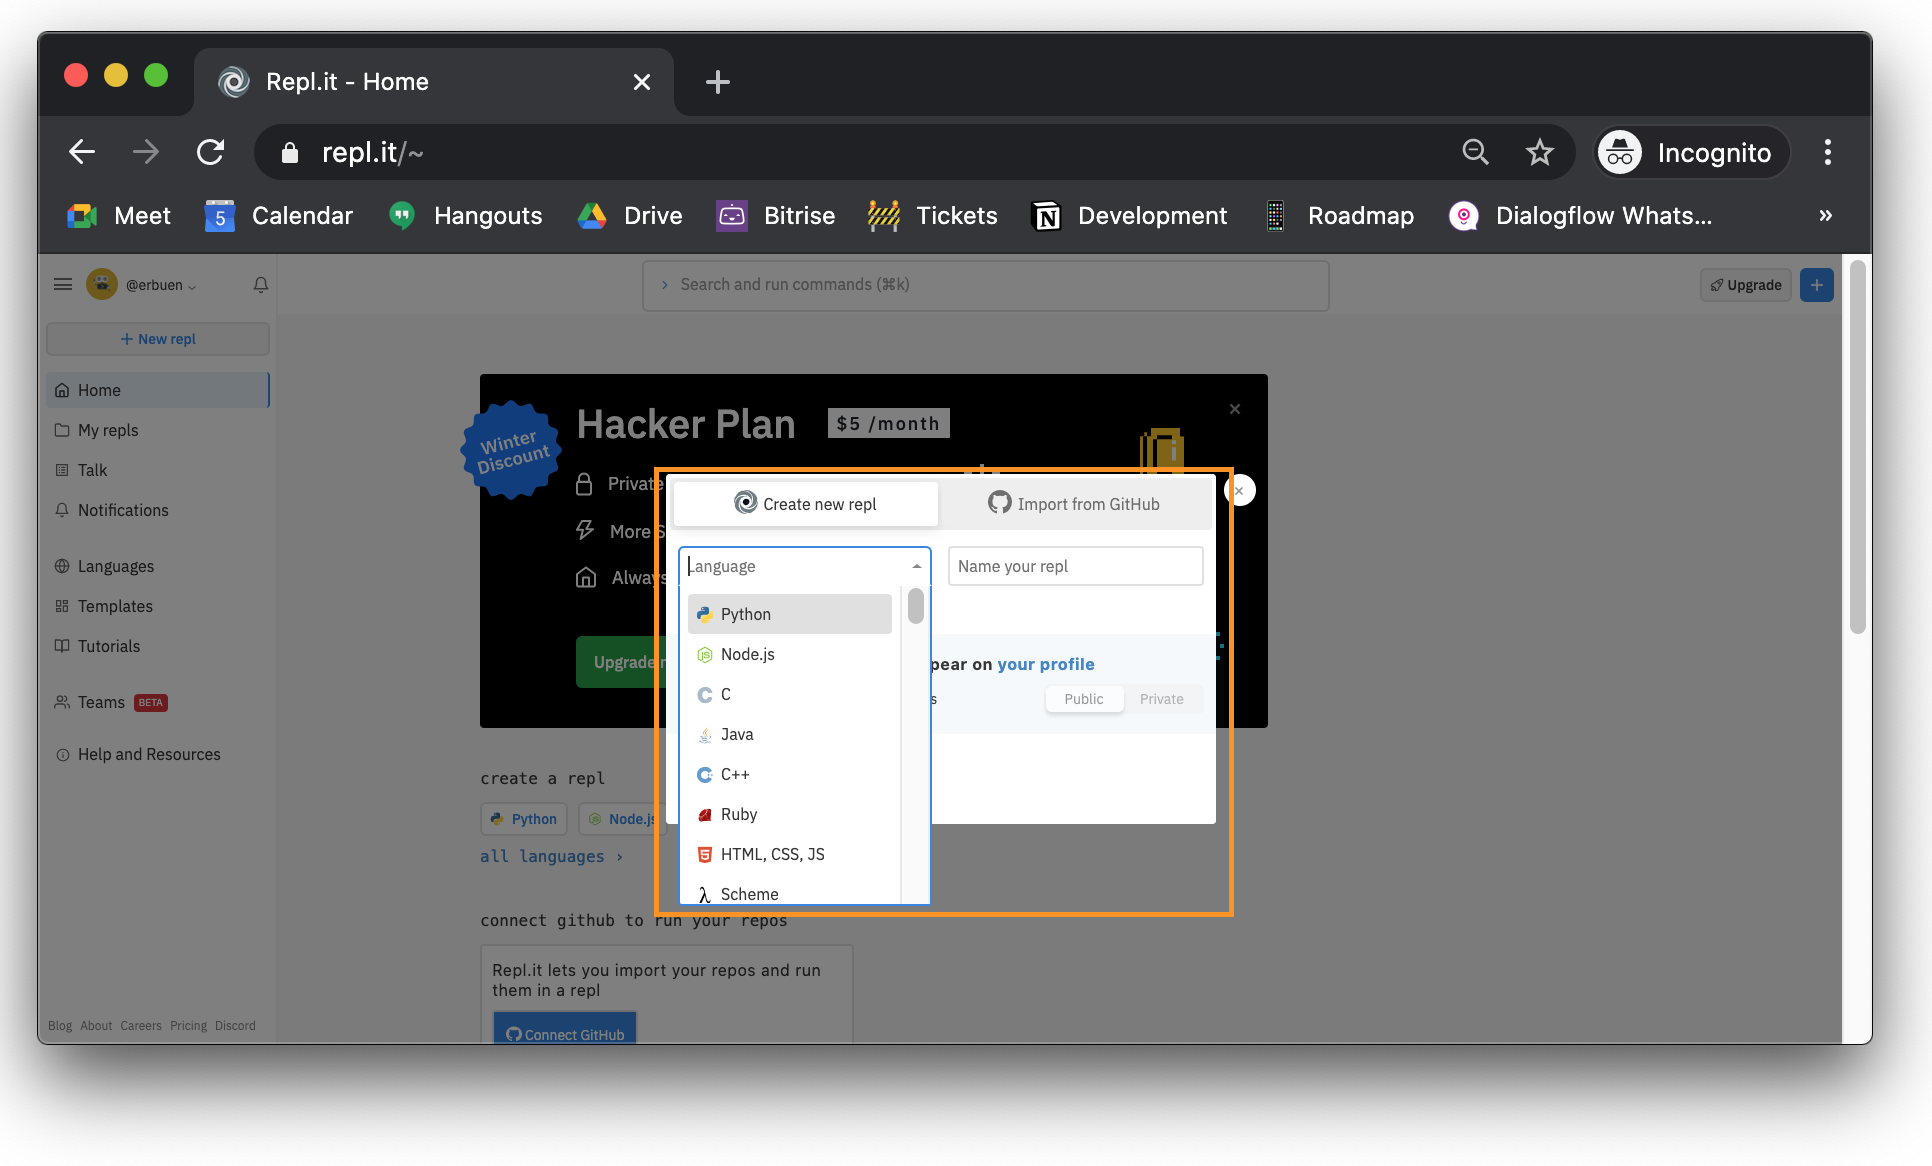 Repl.it - Home
repl.it/~
Incognito
Meet
5
Calendar
Hangouts
Drive
Bitrise
Tickets
Development
Roadmap
Dialogflow Whats...
»
@erbuen
Search and run commands (⌘k)
Upgrade
+
+ New repl
Home
My repls
Talk
Notifications
Languages
Templates
Tutorials
Teams BETA
Help and Resources
Blog About Careers Pricing Discord
Winter
Discount
Hacker Plan
$5 /month
Private
More S
Always
Upgrade
Create new repl
Import from GitHub
Language
Name your repl
Python
Node.js
C
Java
C++
Ruby
HTML, CSS, JS
Scheme
pear on your profile
s
Public
Private
create a repl
Python
Node.js
all languages ›
connect github to run your repos
Repl.it lets you import your repos and run
them in a repl
Connect GitHub